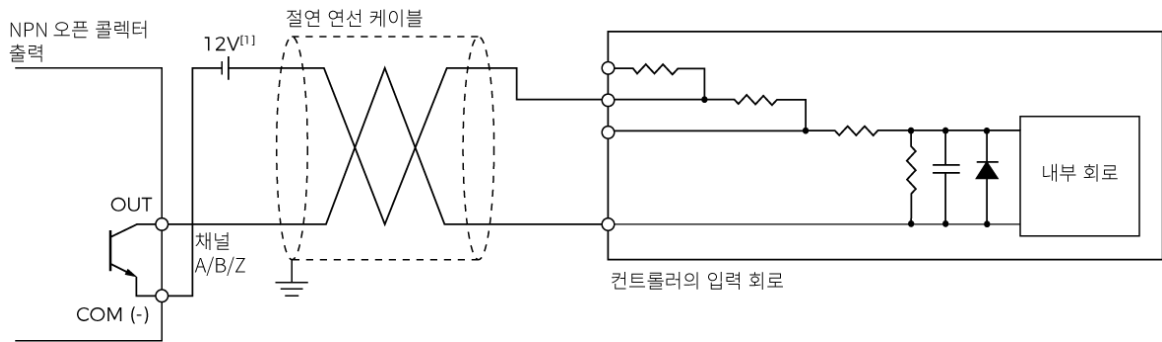 NPN 오픈 콜렉터
출력
12V[1]
절연 연선 케이블
OUT
채널
A/B/Z
COM (-)
내부 회로
컨트롤러의 입력 회로